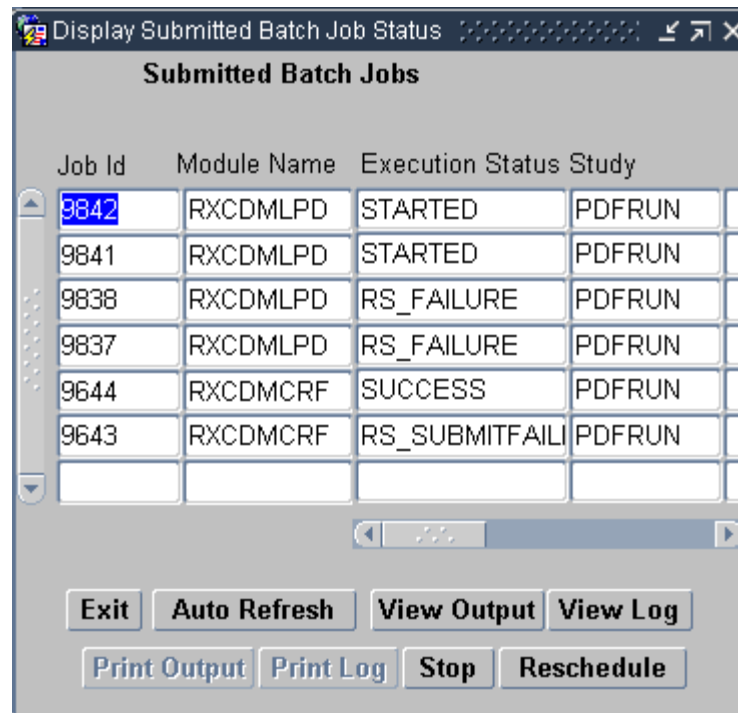 Display Submitted Batch Job Status
Submitted Batch Jobs
Job Id Module Name Execution Status Study
9842 RXCDMLPD STARTED PDFRUN
9841 RXCDMLPD STARTED PDFRUN
9838 RXCDMLPD RS_FAILURE PDFRUN
9837 RXCDMLPD RS_FAILURE PDFRUN
9644 RXCDMCRF SUCCESS PDFRUN
9643 RXCDMCRF RS_SUBMITFAIL PDFRUN
Exit Auto Refresh View Output View Log
Print Output Print Log Stop Reschedule